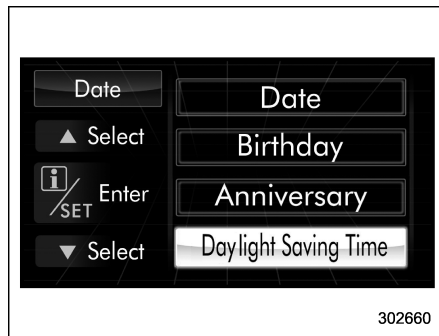 Date
Date
▲ Select
Birthday
i/SET Enter
Anniversary
▼ Select
Daylight Saving Time
302660